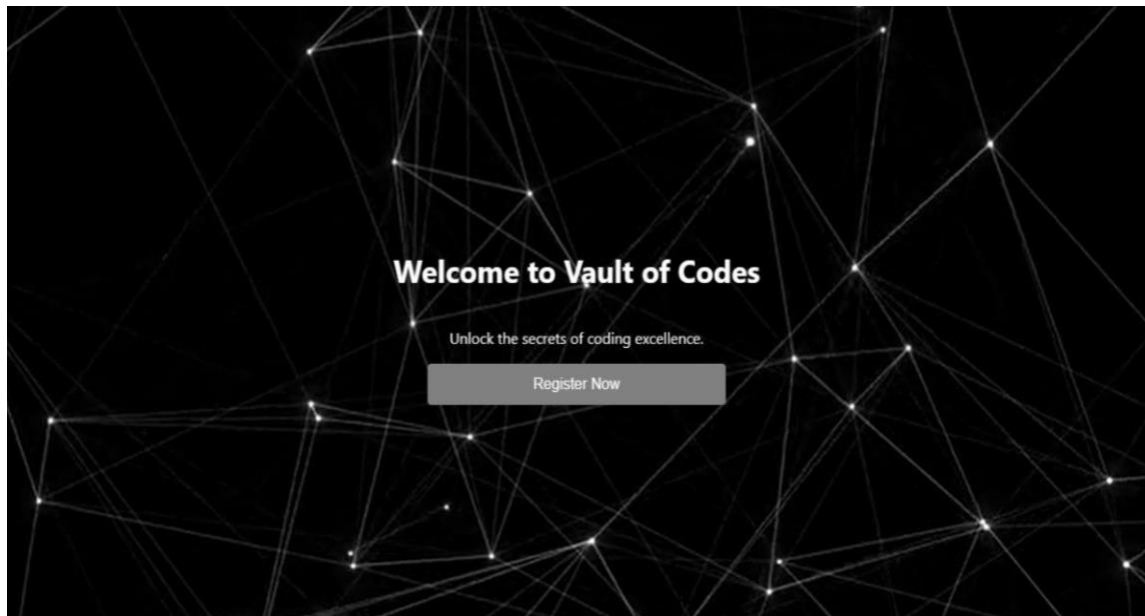 Welcome to Vault of Codes
Unlock the secrets of coding excellence.
Register Now